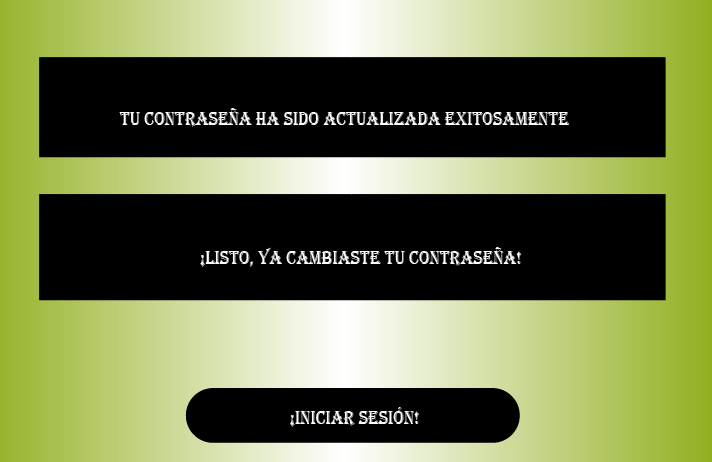 TU CONTRASEÑA HA SIDO ACTUALIZADA EXITOSAMENTE
¡LISTO, YA CAMBIASTE TU CONTRASEÑA!
¡INICIAR SESIÓN!